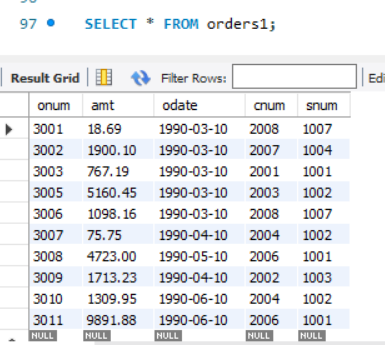 97 SELECT * FROM orders1;
Result Grid Filter Rows: Edi
onum amt odate cnum snum
3001 18.69 1990-03-10 2008 1007
3002 1900.10 1990-03-10 2007 1004
3003 767.19 1990-03-10 2001 1001
3005 5160.45 1990-03-10 2003 1002
3006 1098.16 1990-03-10 2008 1007
3007 75.75 1990-04-10 2004 1002
3008 4723.00 1990-05-10 2006 1001
3009 1713.23 1990-04-10 2002 1003
3010 1309.95 1990-06-10 2004 1002
3011 9891.88 1990-06-10 2006 1001
NULL NULL NULL NULL NULL